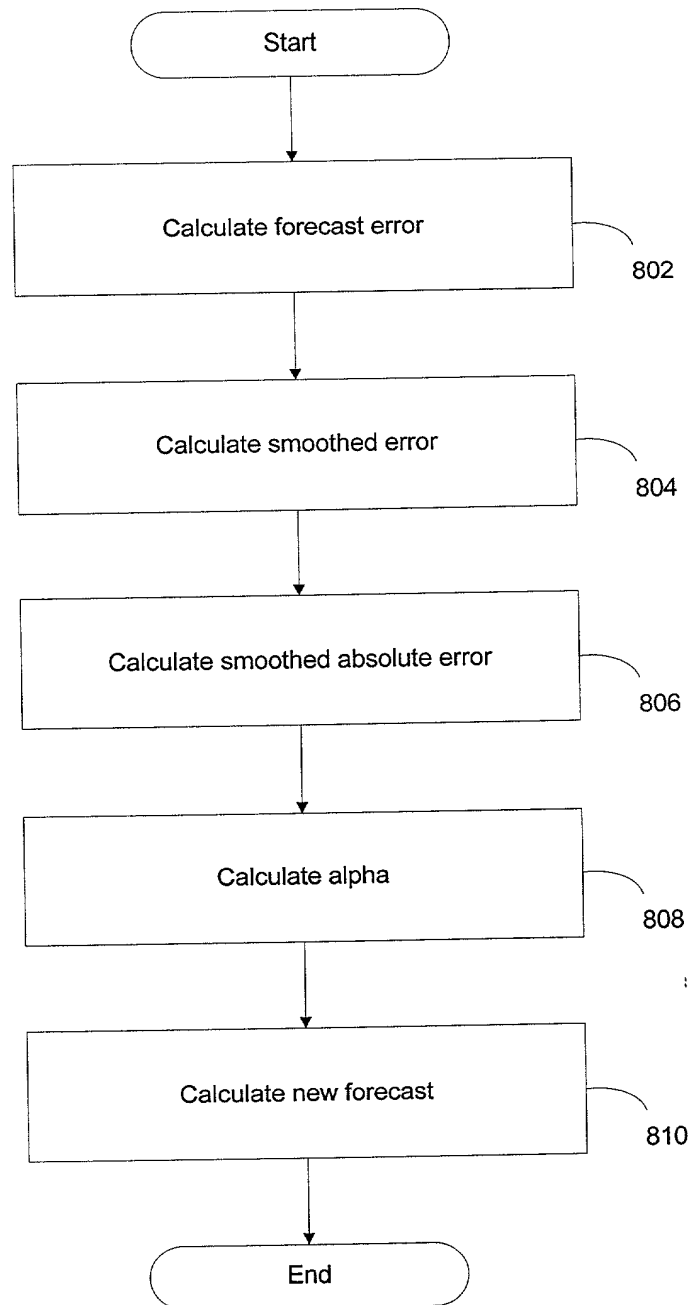 Start
Calculate forecast error
802
Calculate smoothed error
804
Calculate smoothed absolute error
806
Calculate alpha
808
Calculate new forecast
810
End